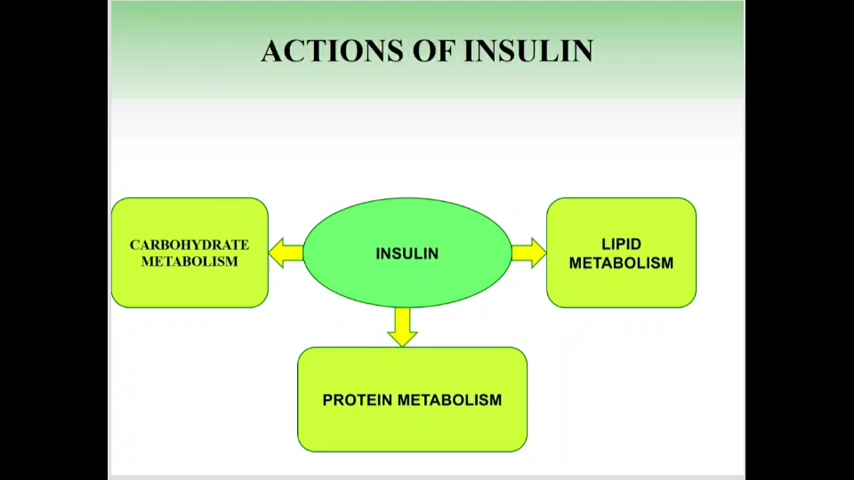 ACTIONS OF INSULIN
CARBOHYDRATE
METABOLISM
INSULIN
LIPID
METABOLISM
PROTEIN METABOLISM